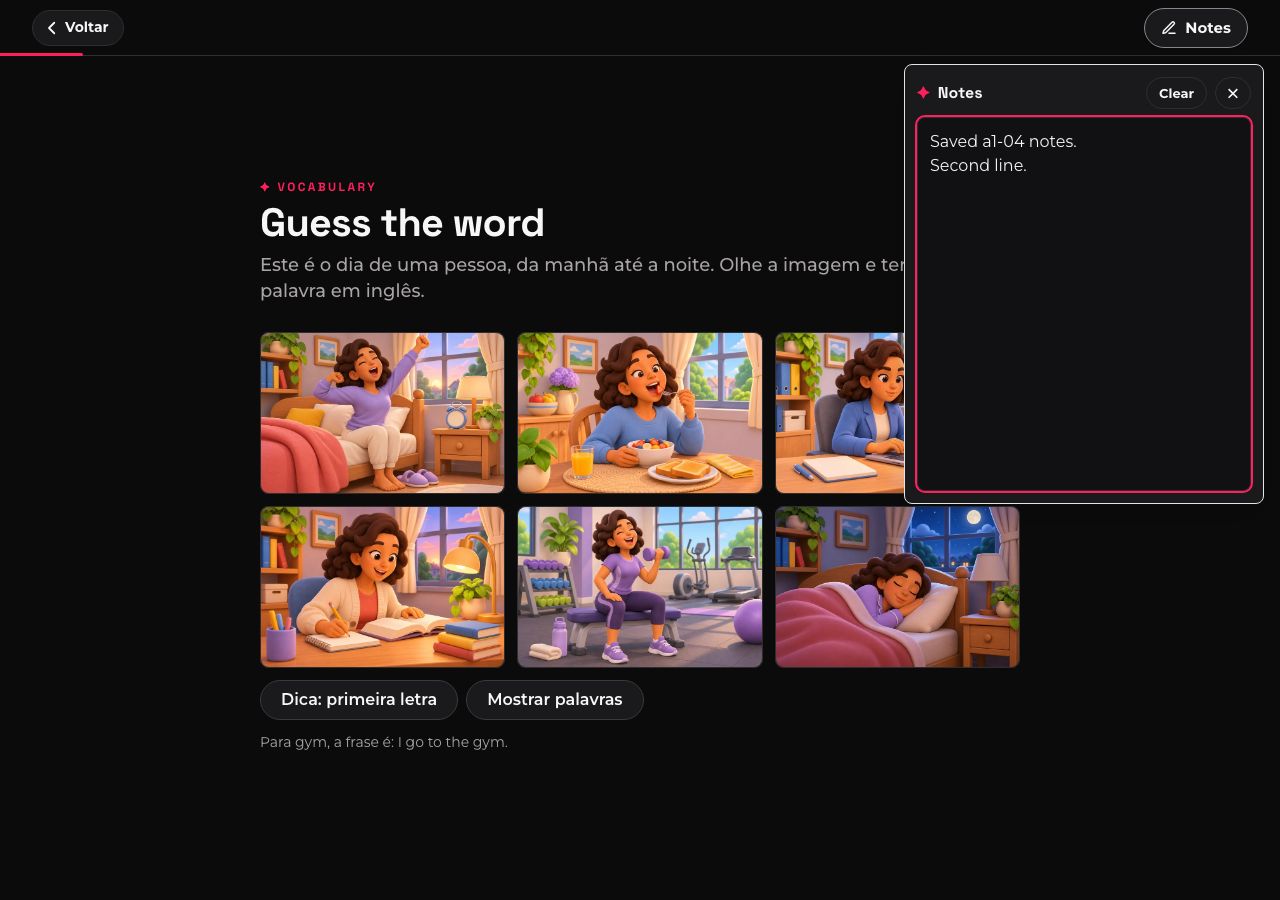 Voltar
Notes
Notes
Clear
Saved a1-04 notes.
Second line.
VOCABULARY
Guess the word
Este é o dia de uma pessoa, da manhã até a noite. Olhe a imagem e
palavra em inglês.
Dica: primeira letra
Mostrar palavras
Para gym, a frase é: I go to the gym.